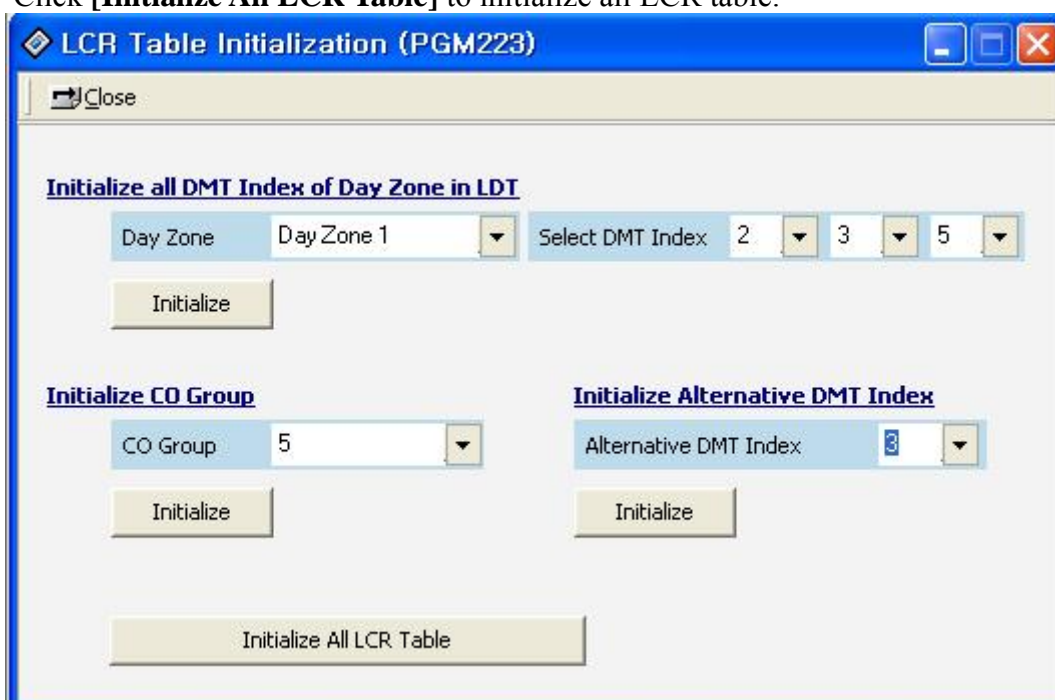 Click [Initialize All LCR Table] to initialize all LCR table.
LCR Table Initialization (PGM223)
Close
Initialize all DMT Index of Day Zone in LDT
Day Zone Day Zone 1 Select DMT Index 2 3 5
Initialize
Initialize CO Group Initialize Alternative DMT Index
CO Group 5 Alternative DMT Index 3
Initialize Initialize
Initialize All LCR Table